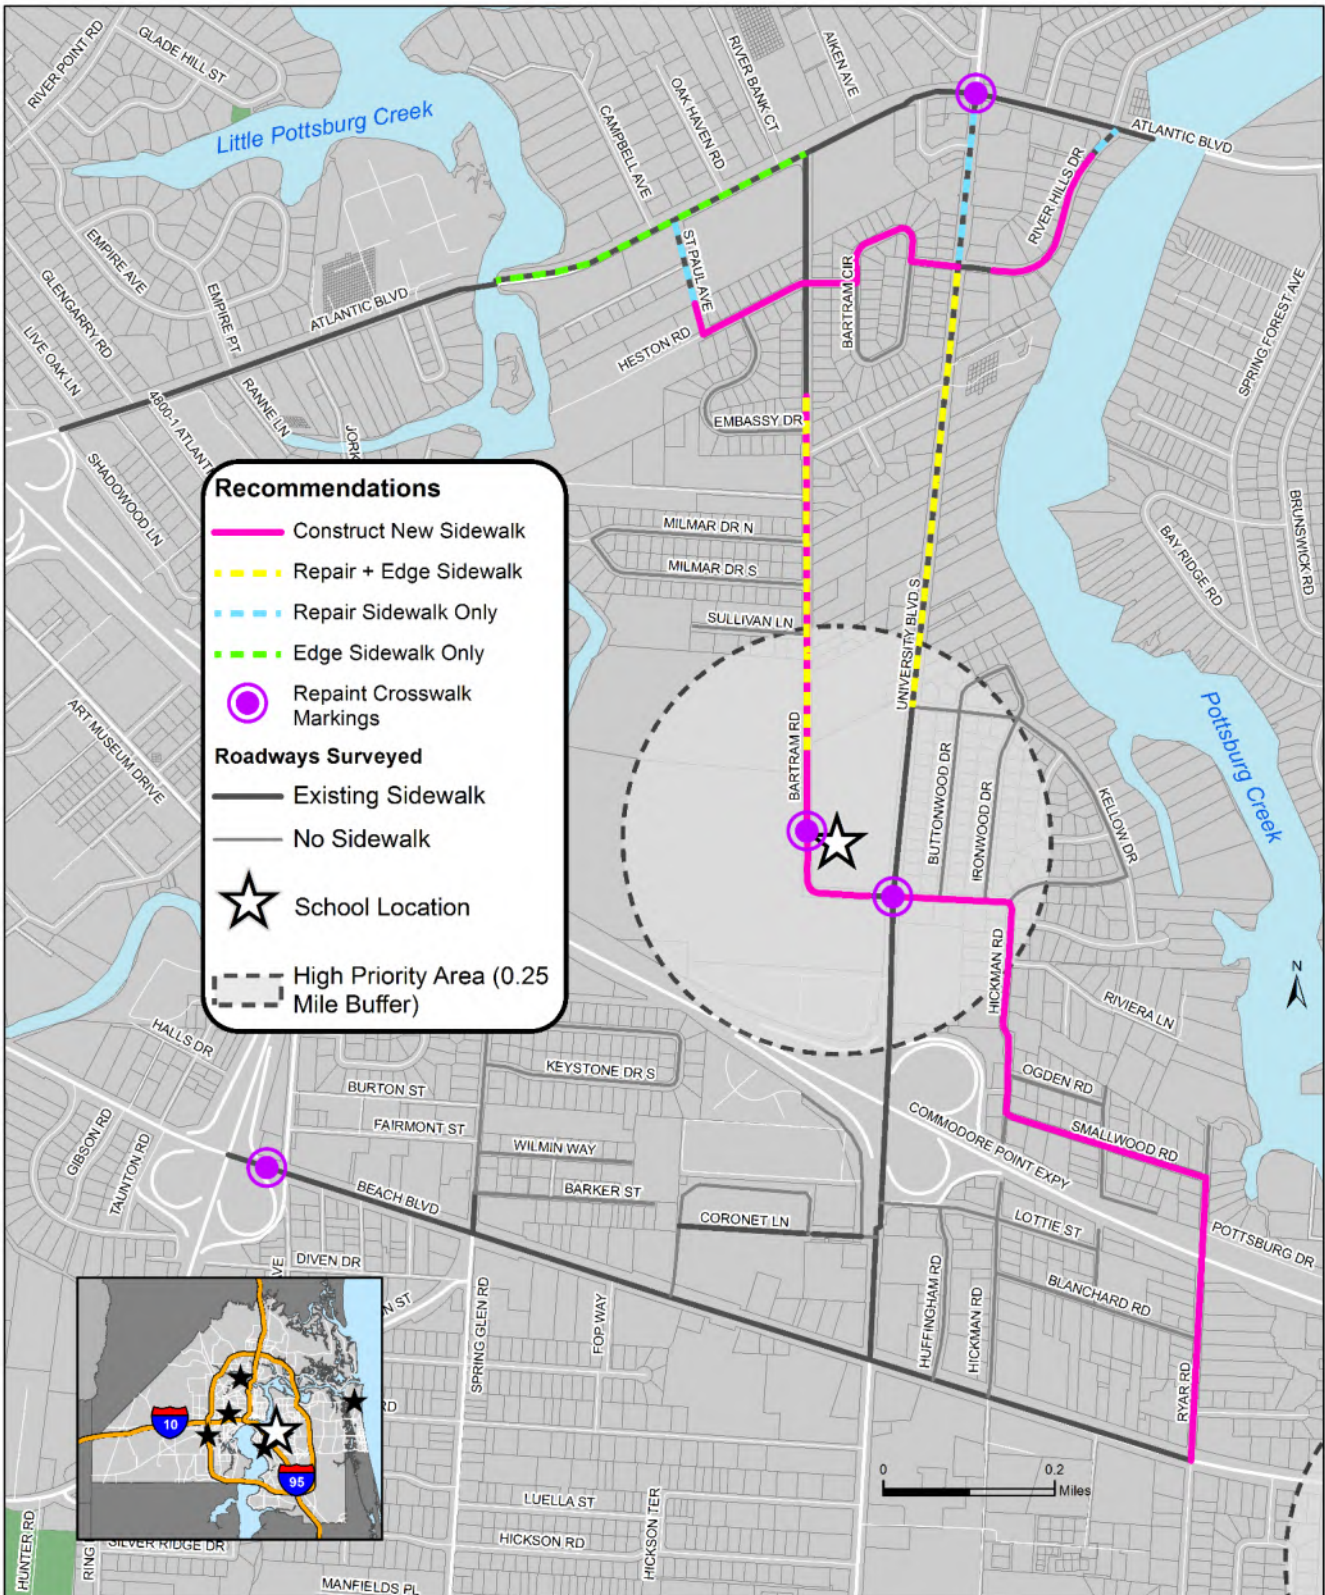 RIVER POINT RD
GLADE HILL ST
Little Pottsburg Creek
CAMPBELL AVE
OAK HAVEN RD
RIVER BANK CT
AIKEN AVE
ATLANTIC BLVD
RIVER HILLS DR
EMPIRE AVE
GLENGARRY RD
LIVE OAK LN
EMPIRE PT
ATLANTIC BLVD
ST PAUL AVE
HESTON RD
BARTRAM CIR
SPRING FOREST AVE
RANNE LN
4800-1 ATLANTI
JORK
SHADOWOOD LN
EMBASSY DR
BRUNSWICK RD
BAY RIDGE RD
MILMAR DR N
MILMAR DR S
SULLIVAN LN
UNIVERSITY BLVD S
ART MUSEUM DRIVE
Recommendations
Construct New Sidewalk
Repair + Edge Sidewalk
Repair Sidewalk Only
Edge Sidewalk Only
Repaint Crosswalk
Markings
Roadways Surveyed
Existing Sidewalk
No Sidewalk
School Location
High Priority Area (0.25
Mile Buffer)
BARTRAM RD
BUTTONWOOD DR
IRONWOOD DR
KELLOW DR
Pottsburg Creek
HICKMAN RD
RIVIERA LN
N
HALLS DR
GIBSON RD
TAUNTON RD
BURTON ST
FAIRMONT ST
KEYSTONE DR S
WILMIN WAY
BARKER ST
CORONET LN
BEACH BLVD
OGDEN RD
SMALLWOOD RD
COMMODORE POINT EXPY
LOTTIE ST
POTTSBURG DR
BLANCHARD RD
HUFFINGHAM RD
HICKMAN RD
RYAR RD
DIVEN DR
AVE
N ST
SPRING GLEN RD
FOP WAY
RD
10
95
0
0.2
Miles
LUELLA ST
HICKSON RD
HICKSON TER
HUNTER RD
RING
SILVER RIDGE DR
MANFIELDS PL